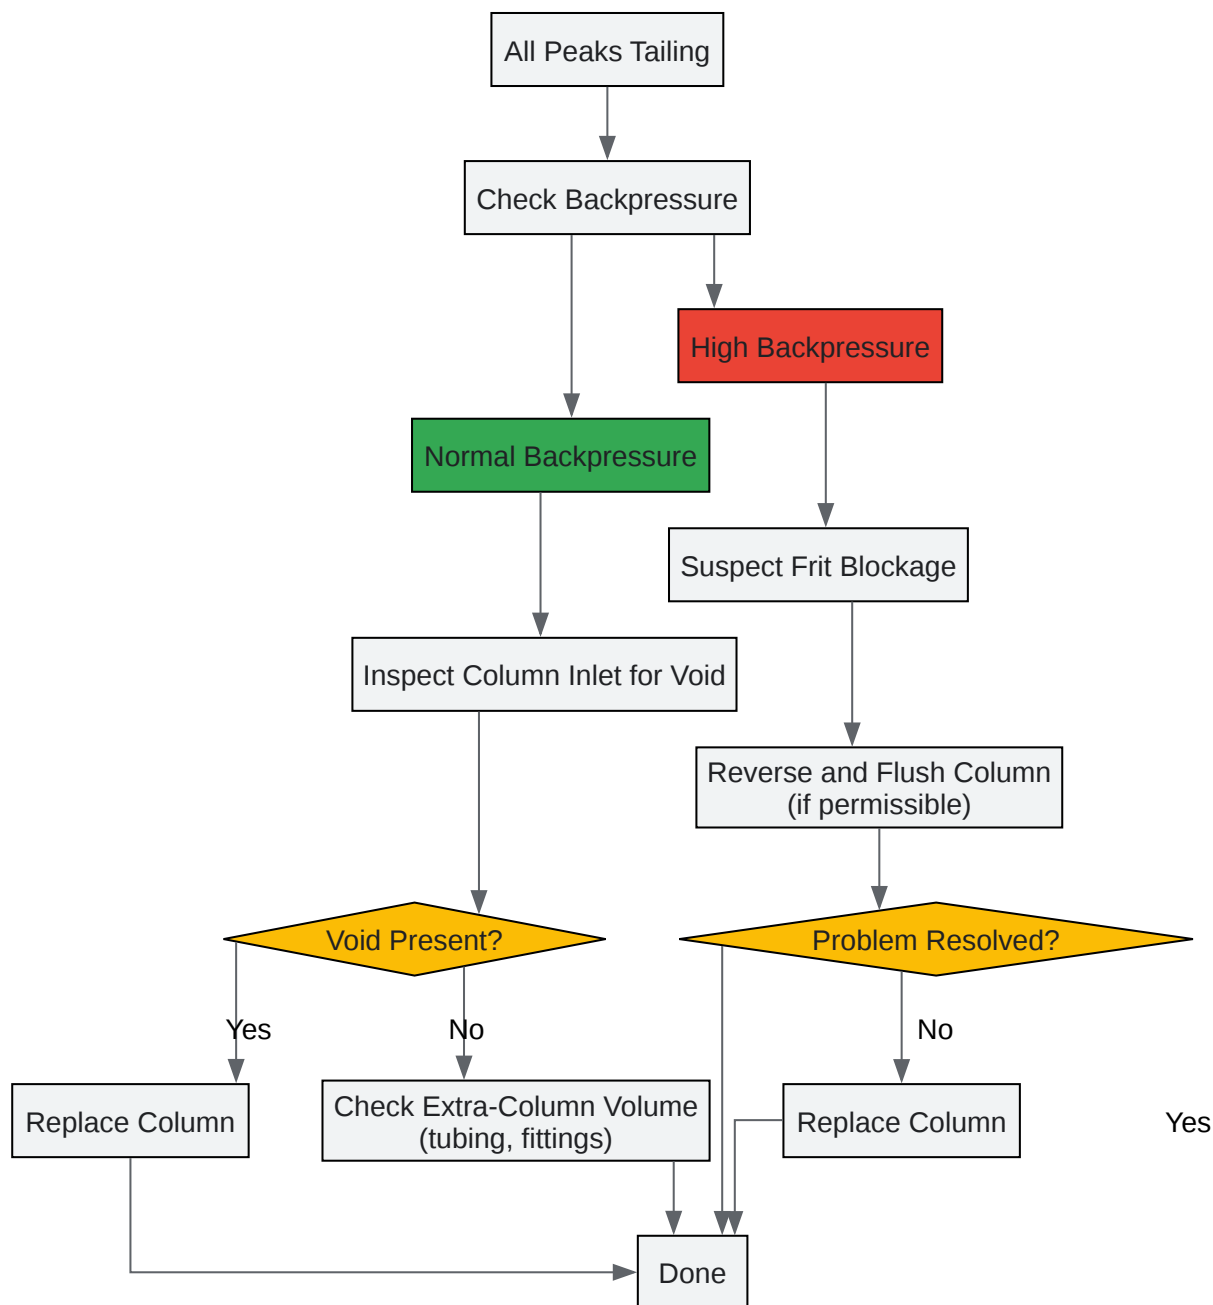 All Peaks Tailing
Check Backpressure
High Backpressure
Normal Backpressure
Suspect Frit Blockage
Inspect Column Inlet for Void
Reverse and Flush Column
(if permissible)
Void Present?
Problem Resolved?
Yes
No
No
Replace Column
Check Extra-Column Volume
(tubing, fittings)
Replace Column
Yes
Done